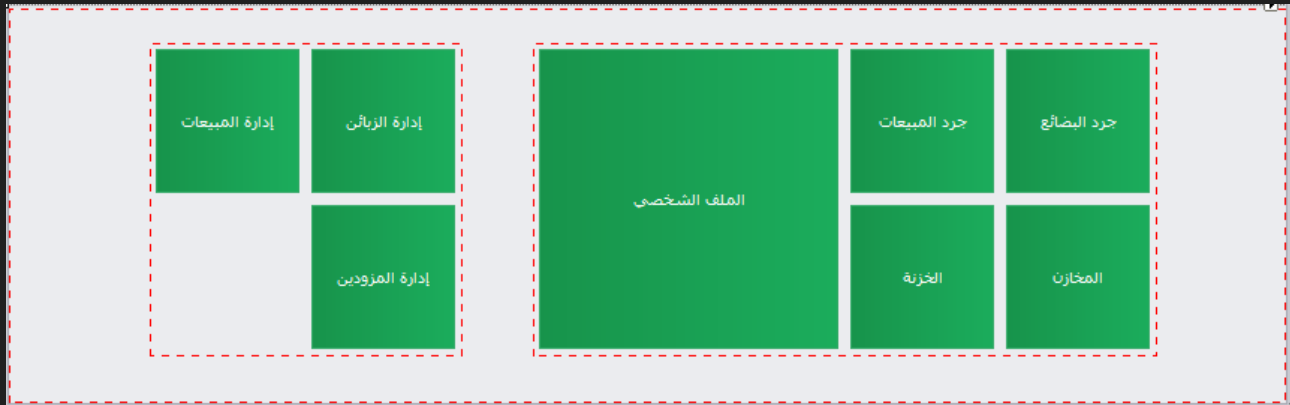 جرد البضائع
جرد المبيعات
الملف الشخصي
المخازن
الخزنة
إدارة الزبائن
إدارة المبيعات
إدارة المزودين